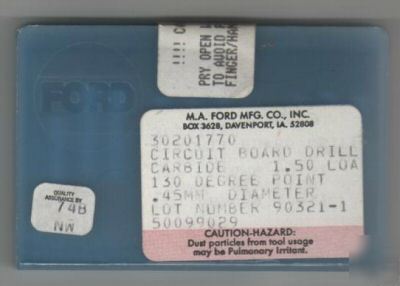 !!!! CA
PRY OPEN W
TO AVOID P
FINGER/HAN
FORD
M.A. FORD MFG. CO., INC.
BOX 3628, DAVENPORT, IA. 52808
30201770
CIRCUIT BOARD DRILL
CARBIDE 1.50 LOA
130 DEGREE POINT
.45MM DIAMETER
LOT NUMBER 90321-1
50099029
QUALITY
ASSURANCE BY
74B
NW
CAUTION-HAZARD:
Dust particles from tool usage
may be Pulmonary Irritant.